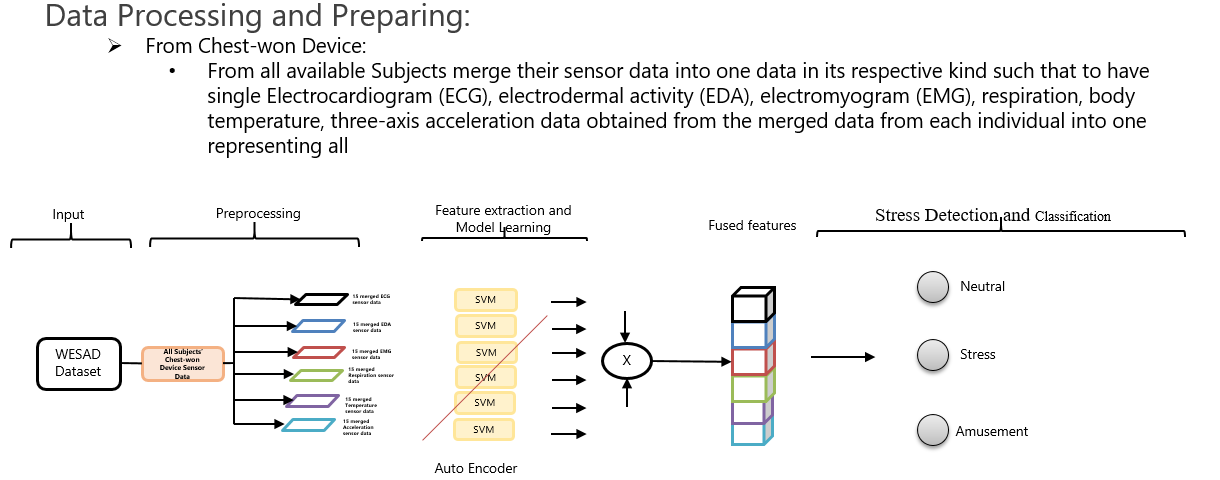 Data Processing and Preparing:
➤ From Chest-won Device:
• From all available Subjects merge their sensor data into one data in its respective kind such that to have
single Electrocardiogram (ECG), electrodermal activity (EDA), electromyogram (EMG), respiration, body
temperature, three-axis acceleration data obtained from the merged data from each individual into one
representing all
Input
Preprocessing
Feature extraction and
Model Learning
Fused features
Stress Detection and Classification
WESAD
Dataset
All Subjects'
Chest-won
Device Sensor
Data
15 merged ECG
sensor data
15 merged EDA
sensor data
15 merged EMG
sensor data
15 merged
Respiration sensor
data
15 merged
Temperature
sensor data
15 merged
Acceleration
sensor data
SVM
SVM
SVM
SVM
SVM
SVM
Auto Encoder
X
Neutral
Stress
Amusement